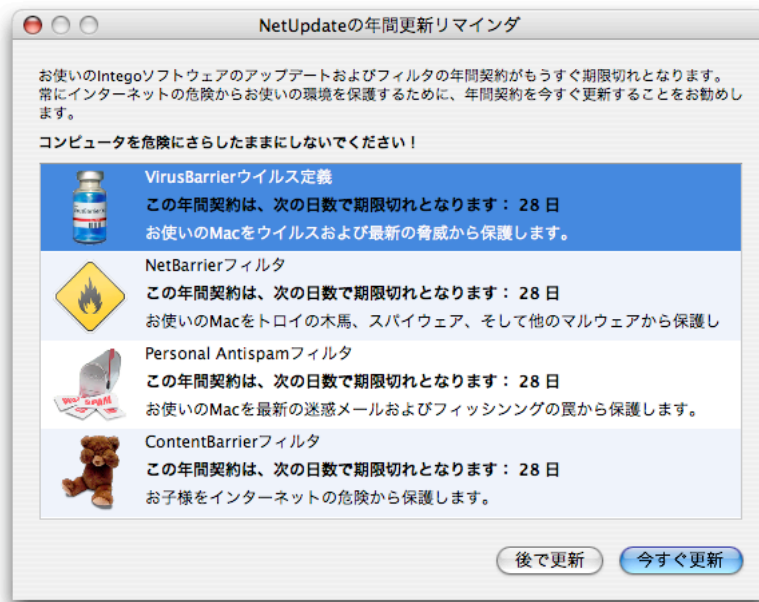 NetUpdateの年間更新リマインダ
お使いのIntegoソフトウェアのアップデートおよびフィルタの年間契約がもうすぐ期限切れとなります。
常にインターネットの危険からお使いの環境を保護するために、年間契約を今すぐ更新することをお勧めし
ます。
コンピュータを危険にさらしたままにしないでください！
VirusBarrierウイルス定義
この年間契約は、次の日数で期限切れとなります： 28 日
お使いのMacをウイルスおよび最新の脅威から保護します。
NetBarrierフィルタ
この年間契約は、次の日数で期限切れとなります： 28 日
お使いのMacをトロイの木馬、スパイウェア、そして他のマルウェアから保護し
Personal Antispamフィルタ
この年間契約は、次の日数で期限切れとなります： 28 日
お使いのMacを最新の迷惑メールおよびフィッシンングの罠から保護します。
SPAM
ContentBarrierフィルタ
この年間契約は、次の日数で期限切れとなります： 28 日
お子様をインターネットの危険から保護します。
後で更新
今すぐ更新